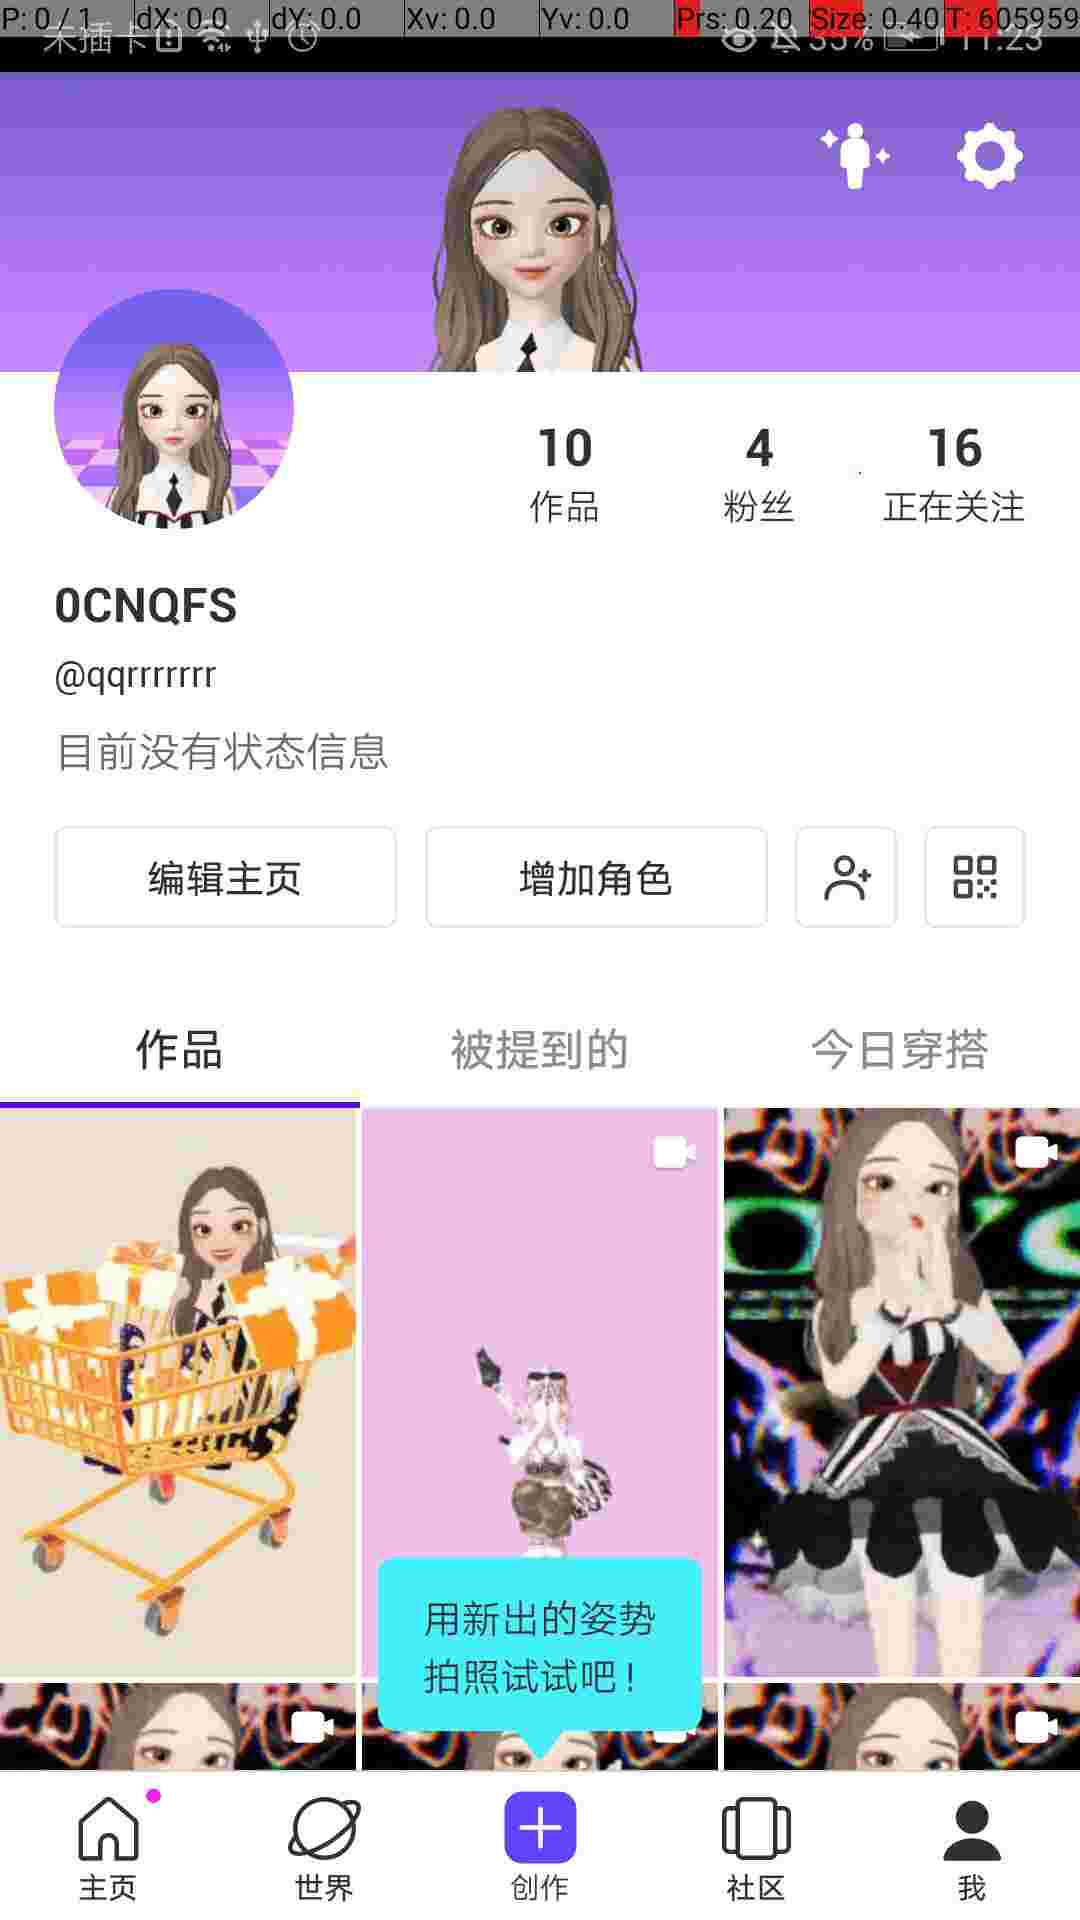 P: 0 / 1 dX: 0.0 dY: 0.0 Xv: 0.0 Yv: 0.0 Prs: 0.20 Size: 0.40 T: 605959
未插卡 33% 11:23
10 4 16
作品 粉丝 正在关注
0CNQFS
@qqrrrrrrr
目前没有状态信息
编辑主页 增加角色
作品 被提到的 今日穿搭
用新出的姿势
拍照试试吧！
主页 世界 创作 社区 我